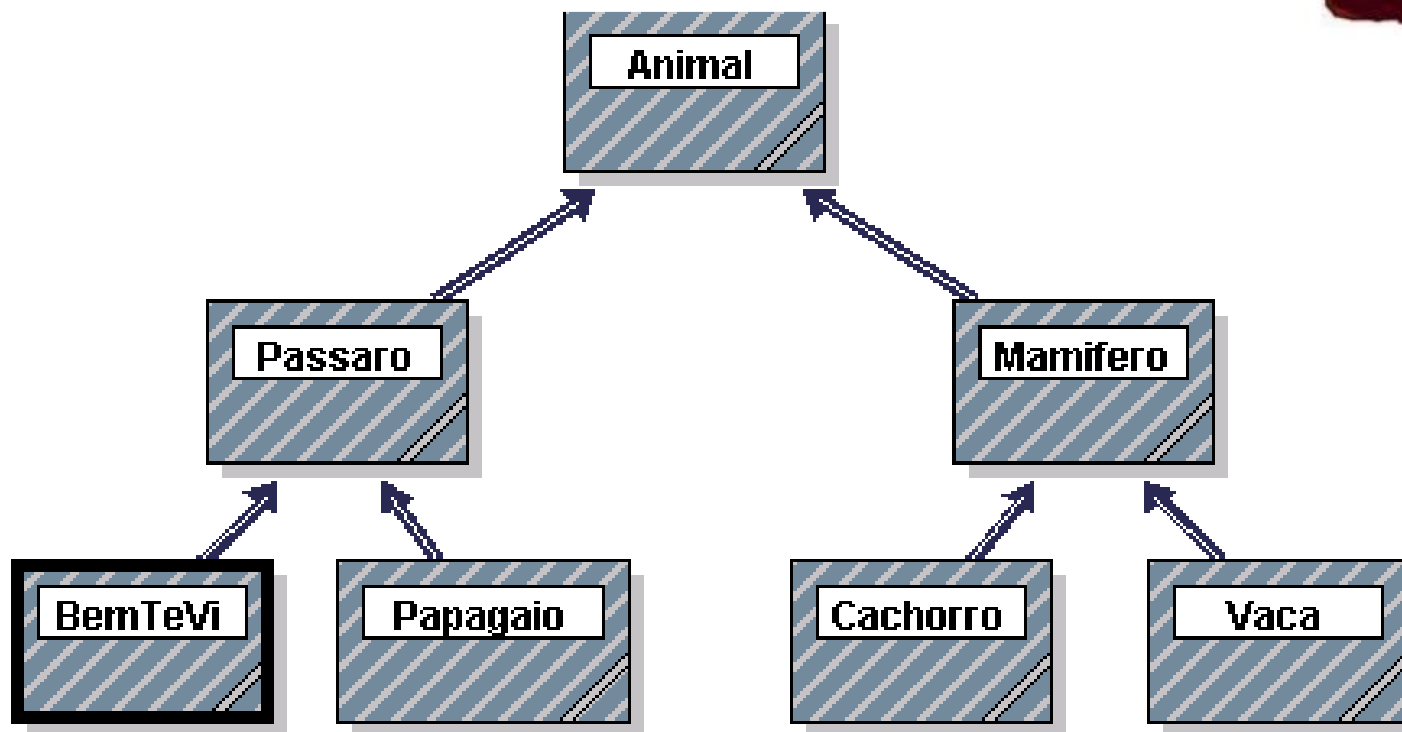 Animal
Passaro
Mamifero
BemTeVi
Papagaio
Cachorro
Vaca